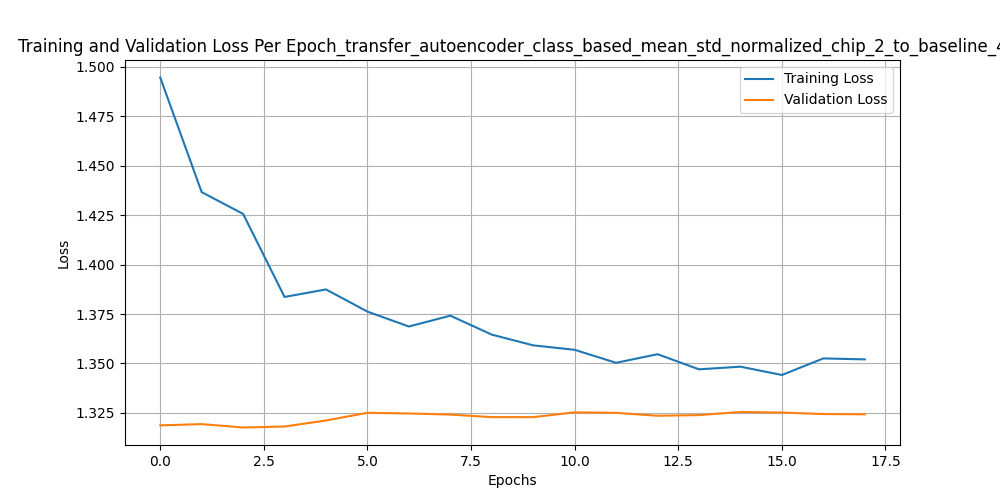 Training and Validation Loss Per Epoch_transfer_autoencoder_class_based_mean_std_normalized_chip_2_to_baseline_4
1.500
1.475
1.450
1.425
1.400
1.375
1.350
1.325
Loss
Training Loss
Validation Loss
0.0 2.5 5.0 7.5 10.0 12.5 15.0 17.5
Epochs